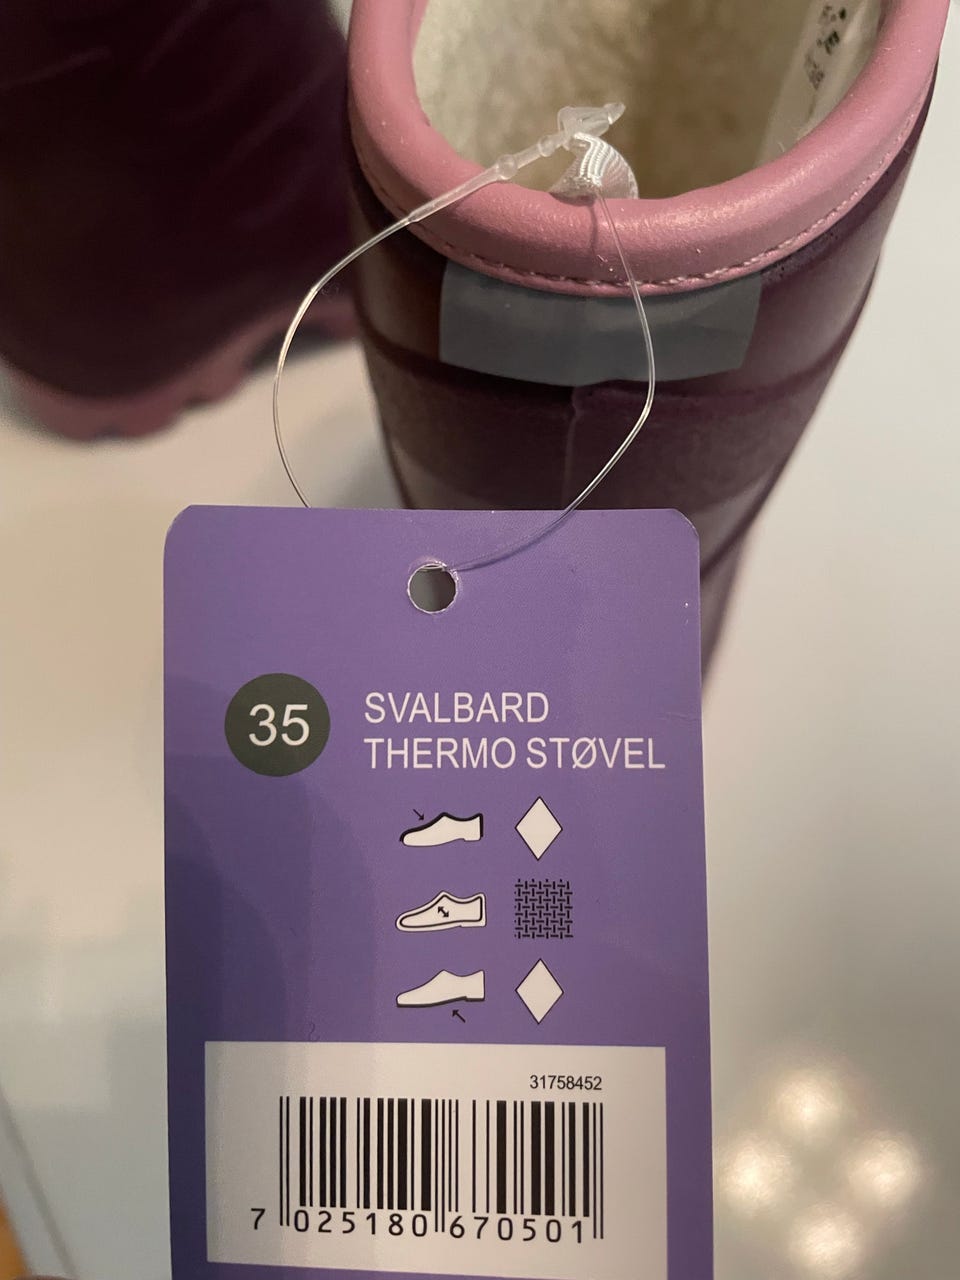 35
SVALBARD
THERMO STØVEL
31758452
7 025180 670501